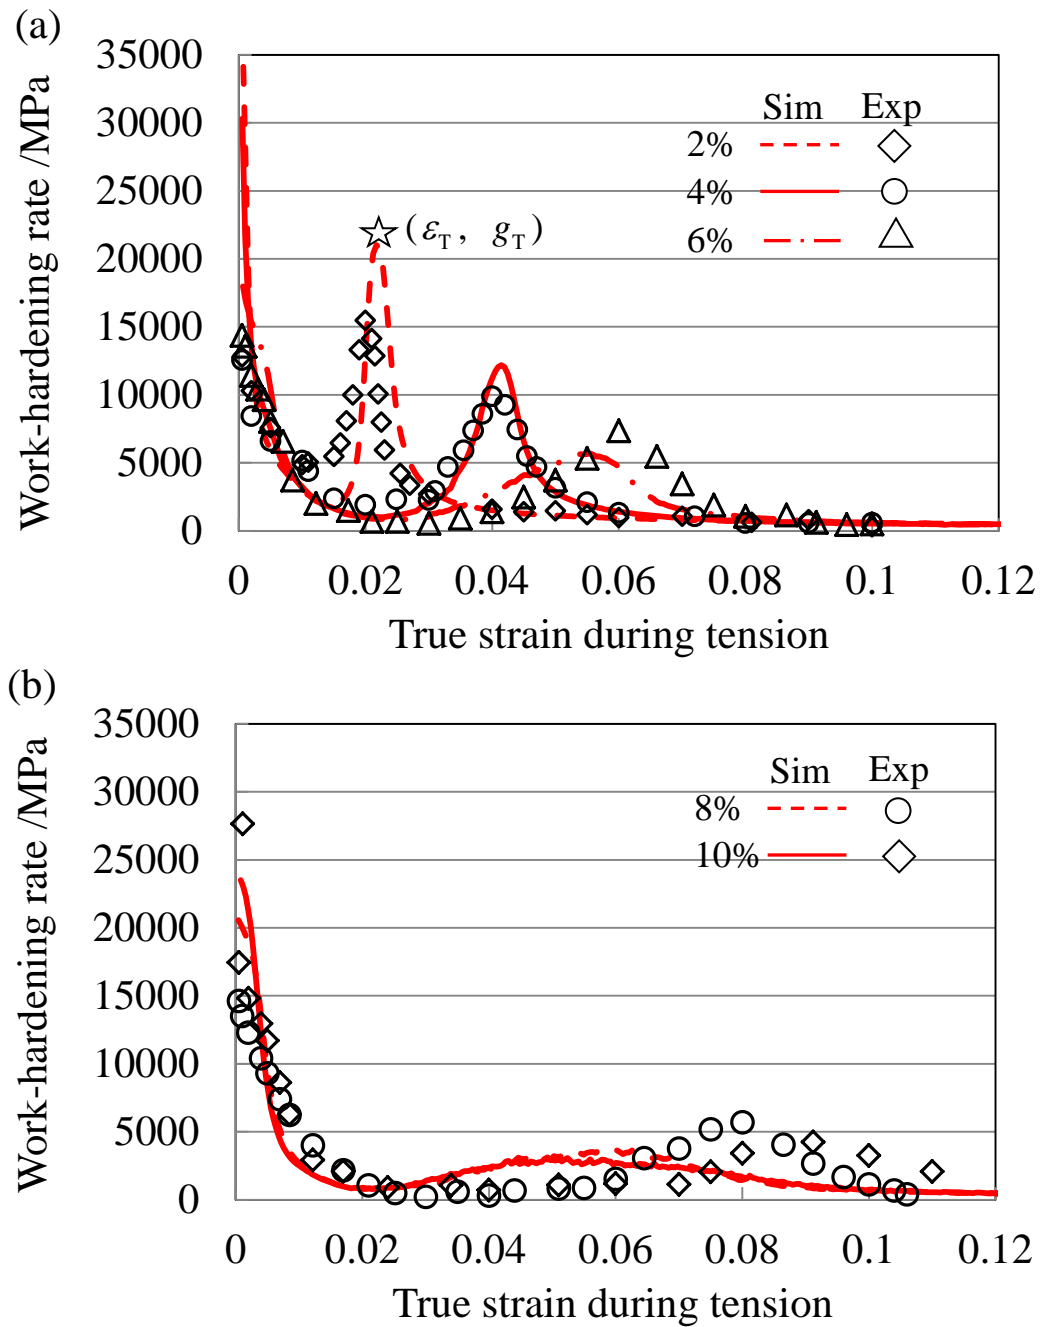 (a)
Work-hardening rate /MPa
35000
30000
25000
20000
15000
10000
5000
0
Sim Exp
2%
4%
6%
(εT, gT)
0 0.02 0.04 0.06 0.08 0.1 0.12
True strain during tension
(b)
Work-hardening rate /MPa
35000
30000
25000
20000
15000
10000
5000
0
Sim Exp
8%
10%
0 0.02 0.04 0.06 0.08 0.1 0.12
True strain during tension